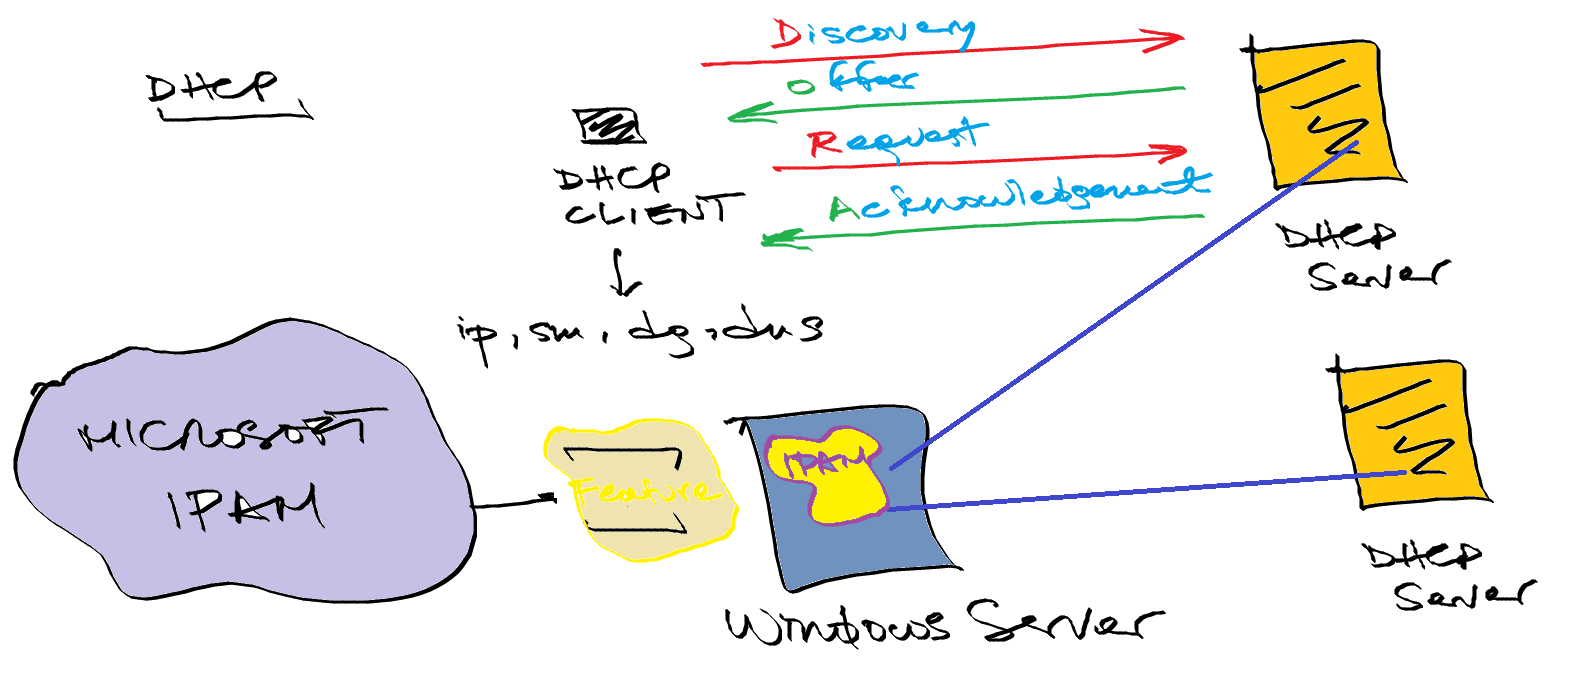 DHCP
Discovery
Offer
Request
Acknowledgement
DHCP
CLIENT
ip, sm, dg, dns
DHCP
Server
MICROSOFT
IPAM
Feature
IPAM
Windows Server
DHCP
Server